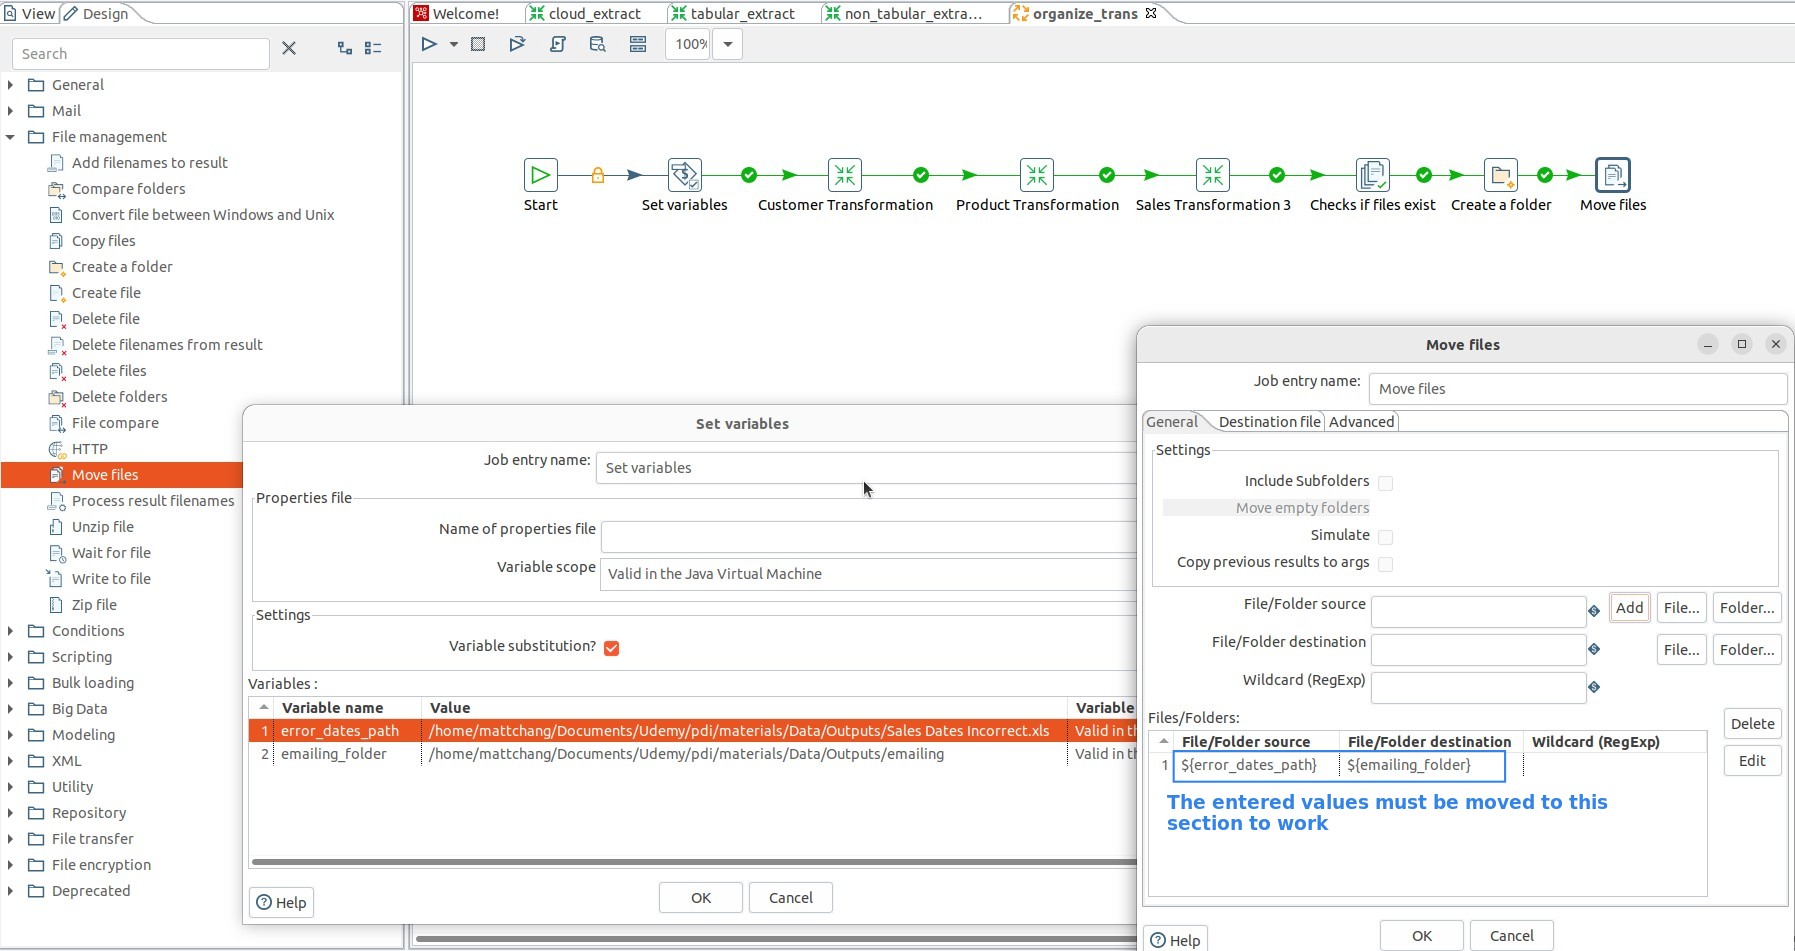 View
Design
Welcome!
cloud_extract
tabular_extract
non_tabular_extra...
organize_trans
Search
100%
General
Mail
File management
Add filenames to result
Compare folders
Convert file between Windows and Unix
Copy files
Create a folder
Create file
Delete file
Delete filenames from result
Delete files
Delete folders
File compare
HTTP
Move files
Process result filenames
Unzip file
Wait for file
Write to file
Zip file
Conditions
Scripting
Bulk loading
Big Data
Modeling
XML
Utility
Repository
File transfer
File encryption
Deprecated
Start
Set variables
Customer Transformation
Product Transformation
Sales Transformation 3
Checks if files exist
Create a folder
Move files
Set variables
Job entry name: Set variables
Properties file
Name of properties file
Variable scope Valid in the Java Virtual Machine
Settings
Variable substitution?
Variables :
Variable name Value Variable
1 error_dates_path /home/mattchang/Documents/Udemy/pdi/materials/Data/Outputs/Sales Dates Incorrect.xls Valid in th
2 emailing_folder /home/mattchang/Documents/Udemy/pdi/materials/Data/Outputs/emailing Valid in th
Help
OK
Cancel
Move files
Job entry name: Move files
General Destination file Advanced
Settings
Include Subfolders
Move empty folders
Simulate
Copy previous results to args
File/Folder source Add File... Folder...
File/Folder destination File... Folder...
Wildcard (RegExp)
Files/Folders:
Delete
Edit
File/Folder source File/Folder destination Wildcard (RegExp)
1 ${error_dates_path} ${emailing_folder}
The entered values must be moved to this
section to work
Help
OK
Cancel